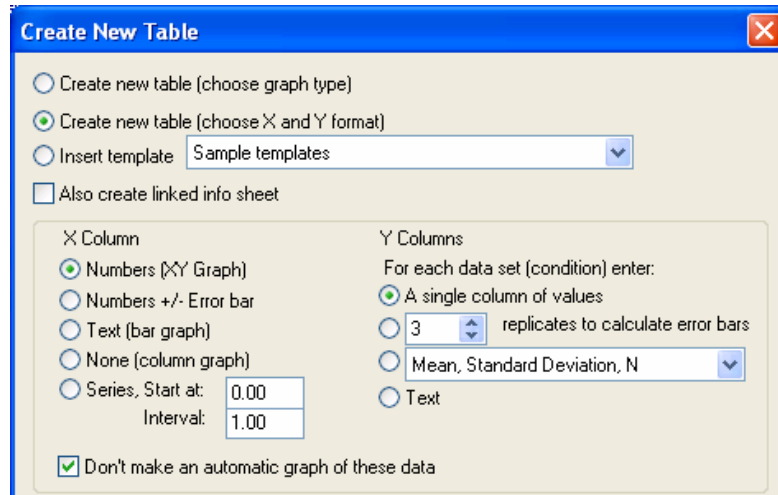 Create New Table
Create new table (choose graph type)
Create new table (choose X and Y format)
Insert template Sample templates
Also create linked info sheet
X Column
Numbers (XY Graph)
Numbers +/- Error bar
Text (bar graph)
None (column graph)
Series, Start at: 0.00
Interval: 1.00
Y Columns
For each data set (condition) enter:
A single column of values
3 replicates to calculate error bars
Mean, Standard Deviation, N
Text
Don't make an automatic graph of these data